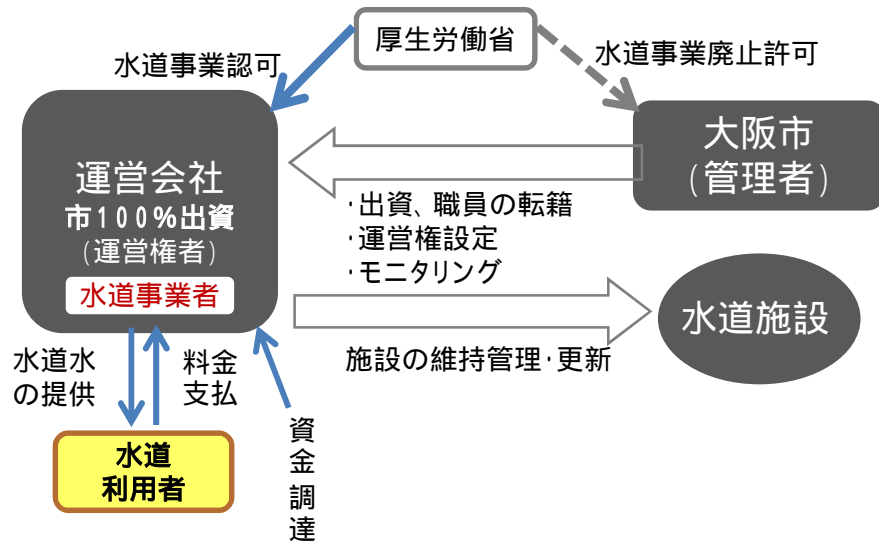 厚生労働省
水道事業認可
水道事業廃止許可
大阪市
(管理者)
運営会社
市100%出資
(運営権者)
水道事業者
・出資、職員の転籍
・運営権設定
・モニタリング
水道施設
施設の維持管理・更新
水道水
の提供
料金
支払
資金調達
水道
利用者